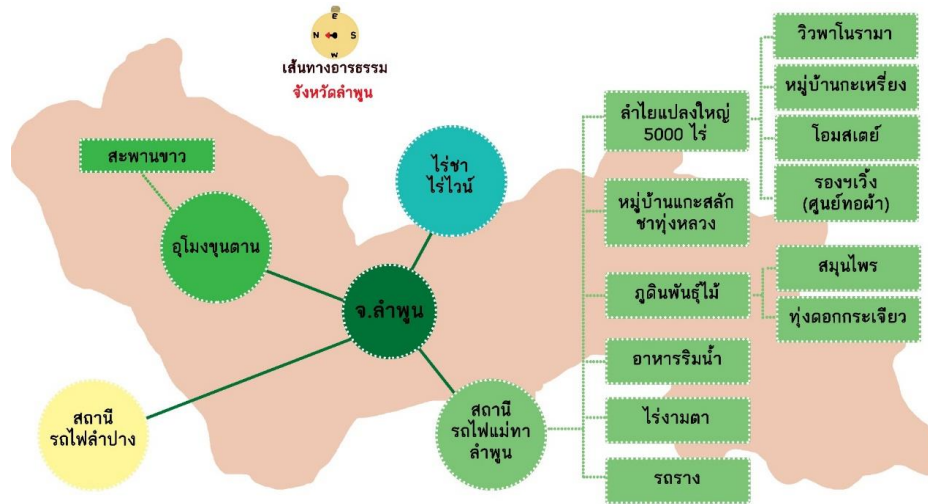 E
N S
W
เส้นทางอารธรรม
จังหวัดลำพูน
สะพานขาว
อุโมงขุนตาน
ไร่ชา
ไร่ไวน์
จ.ลำพูน
สถานี
รถไฟลำปาง
สถานี
รถไฟแม่ทา
ลำพูน
ลำไยแปลงใหญ่
5000 ไร่
หมู่บ้านแกะสลัก
ชาทุ่งหลวง
ภูดินพันธุ์ไม้
อาหารริมน้ำ
ไร่งามตา
รถราง
วิวพาโนรามา
หมู่บ้านกะเหรี่ยง
โอมสเตย์
รองฯเวิ้ง
(ศูนย์ทอผ้า)
สมุนไพร
ทุ่งดอกกระเจียว